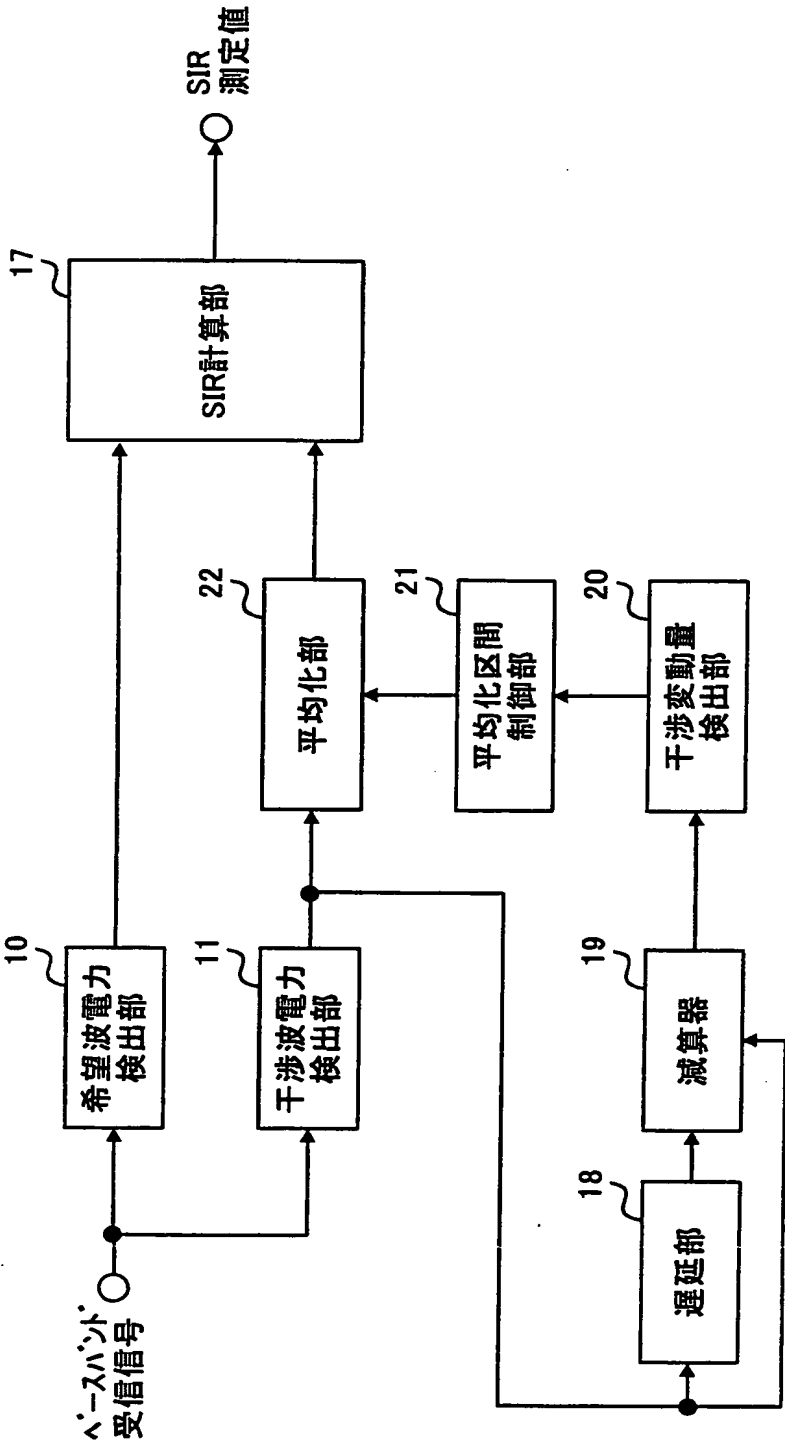 ベースバンド
受信信号
10
希望波電力
検出部
11
干渉波電力
検出部
22
平均化部
17
SIR計算部
SIR
測定値
21
平均化区間
制御部
20
干渉変動量
検出部
19
減算器
18
遅延部